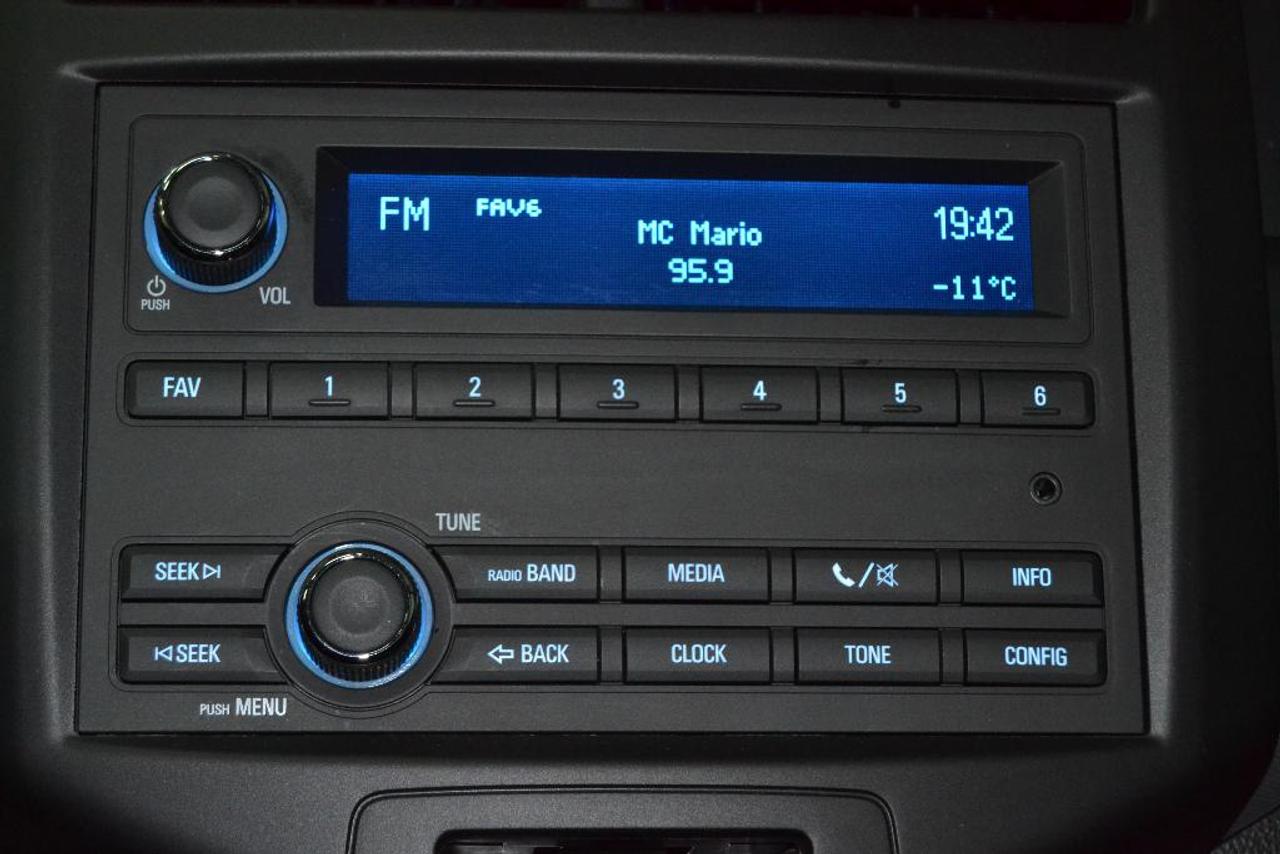 FM FAV6 MC Mario 19:42
95.9 -11°C
PUSH VOL
FAV 1 2 3 4 5 6
TUNE
SEEK RADIO BAND MEDIA / INFO
SEEK BACK CLOCK TONE CONFIG
PUSH MENU